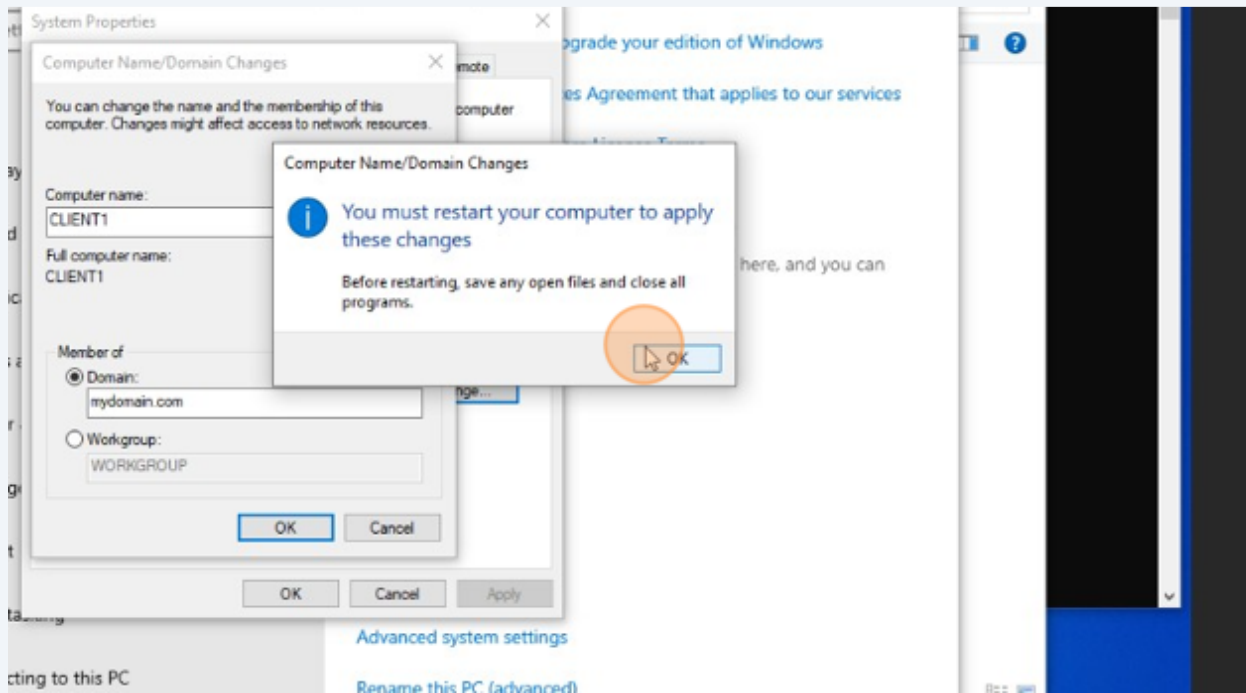 System Properties
pgrade your edition of Windows
Computer Name/Domain Changes
es Agreement that applies to our services
You can change the name and the membership of this
computer. Changes might affect access to network resources.
computer
Computer Name/Domain Changes
Computer name:
CLIENT1
You must restart your computer to apply
these changes
Full computer name:
CLIENT1
here, and you can
Before restarting, save any open files and close all
programs.
OK
Member of
Domain:
mydomain.com
Workgroup:
WORKGROUP
OK Cancel
OK Cancel Apply
Advanced system settings
cting to this PC
Rename this PC (advanced)